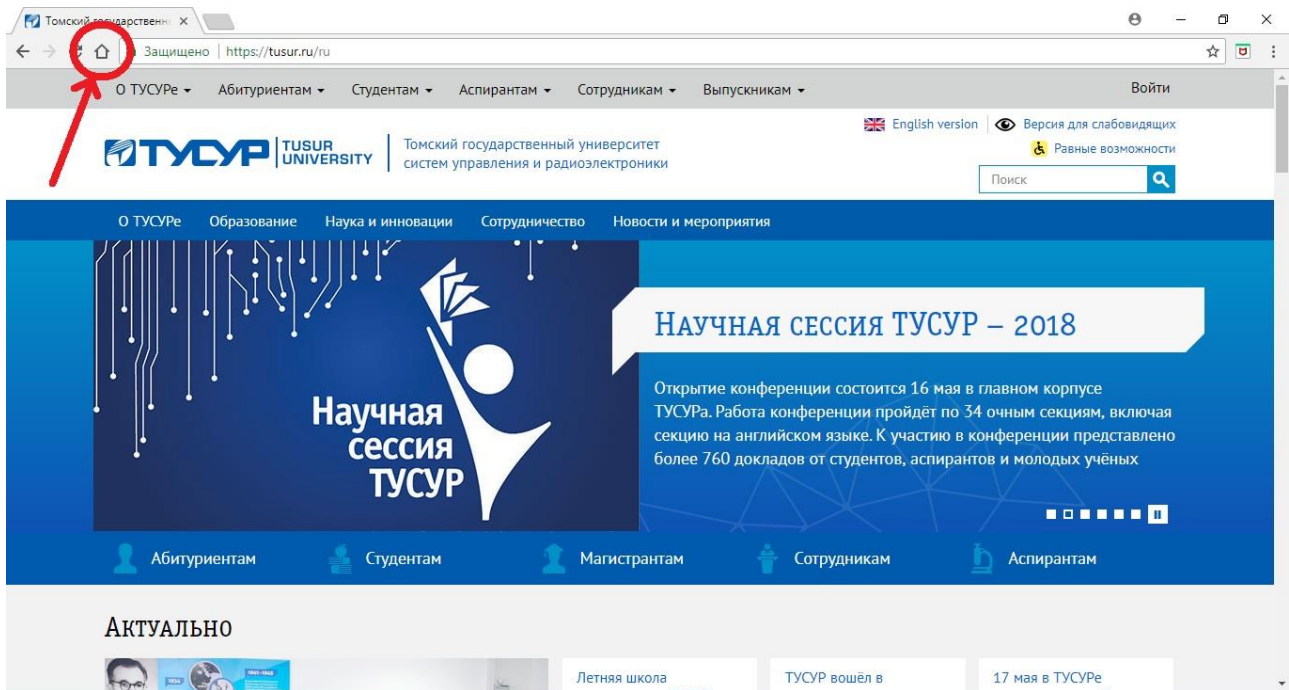 Томский государственн
Защищено | https://tusur.ru/ru
О ТУСУРе Абитуриентам Студентам Аспирантам Сотрудникам Выпускникам Войти
English version Версия для слабовидящих
Равные возможности
ТУСУР TUSUR UNIVERSITY
Томский государственный университет
систем управления и радиоэлектроники
Поиск
О ТУСУРе Образование Наука и инновации Сотрудничество Новости и мероприятия
Научная
сессия
ТУСУР
Научная сессия ТУСУР – 2018
Открытие конференции состоится 16 мая в главном корпусе
ТУСУРа. Работа конференции пройдёт по 34 очным секциям, включая
секцию на английском языке. К участию в конференции представлено
более 760 докладов от студентов, аспирантов и молодых учёных
Абитуриентам Студентам Магистрантам Сотрудникам Аспирантам
Актуально
Летняя школа ТУСУР вошёл в 17 мая в ТУСУРе